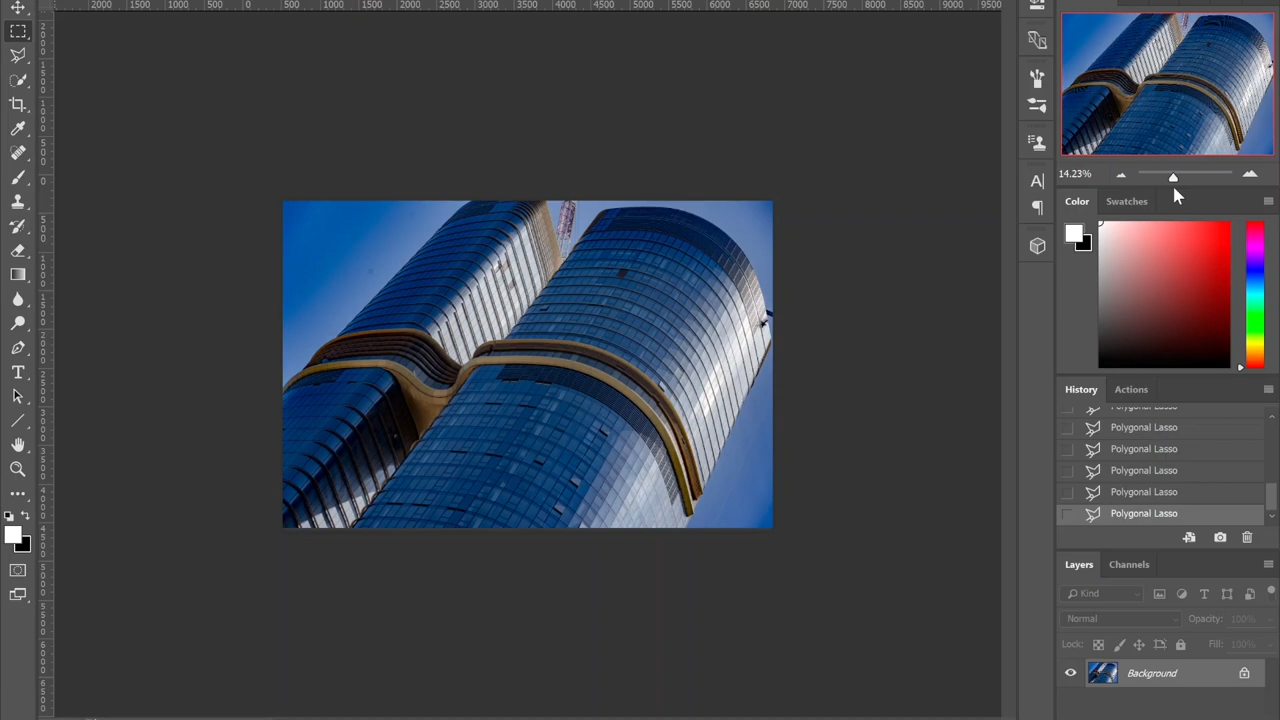 2000 1500 1000 500 0 500 1000 1500 2000 2500 3000 3500 4000 4500 5000 5500 6000 6500 7000 7500 8000 8500 9000 9500
14.23%
Color Swatches
History Actions
Polygonal Lasso
Polygonal Lasso
Polygonal Lasso
Polygonal Lasso
Polygonal Lasso
Polygonal Lasso
Layers Channels
Kind
Normal Opacity: 100%
Lock: Fill: 100%
Background